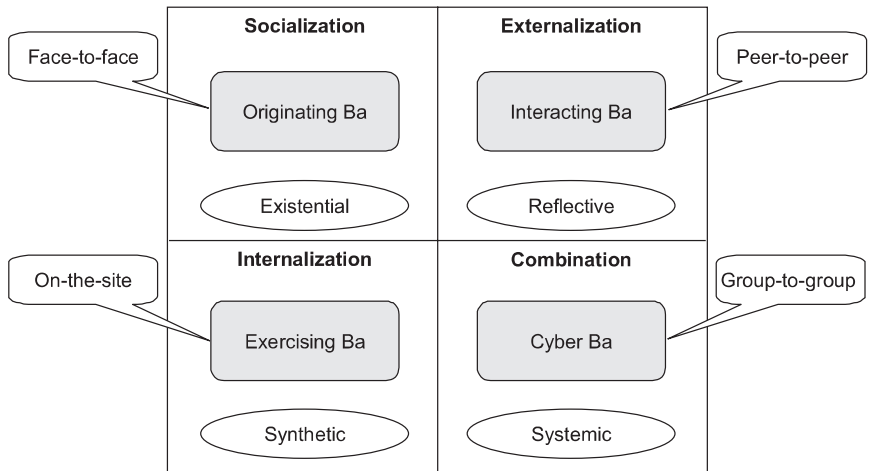 Socialization
Externalization
Face-to-face
Originating Ba
Interacting Ba
Peer-to-peer
Existential
Reflective
Internalization
Combination
On-the-site
Exercising Ba
Cyber Ba
Group-to-group
Synthetic
Systemic